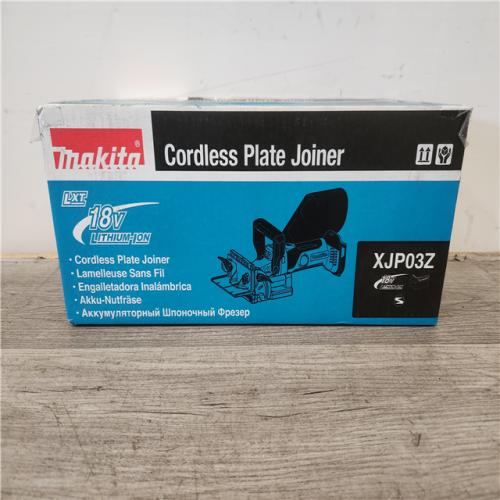 makita
Cordless Plate Joiner
LXT
18V
LITHIUM-ION
• Cordless Plate Joiner
• Lamelleuse Sans Fil
• Engalletadora Inalámbrica
• Akku-Nutfräse
• Аккумуляторный Шпоночный Фрезер
XJP03Z
18V